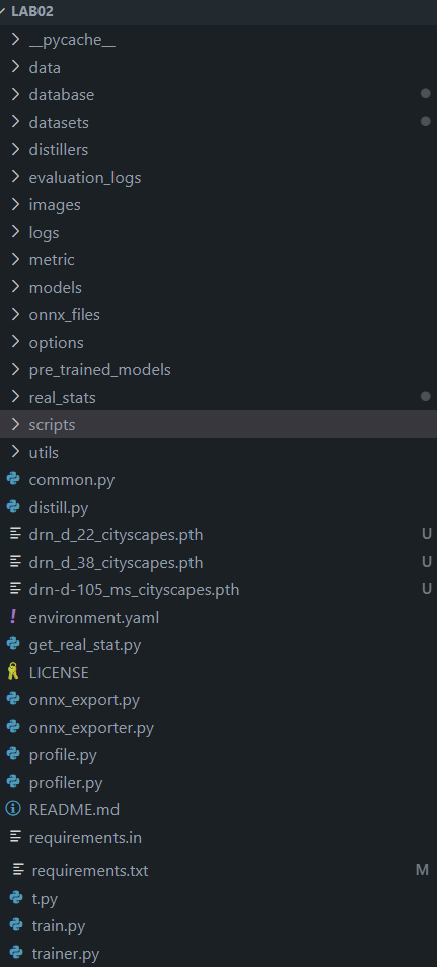 LAB02
__pycache__
data
database
datasets
distillers
evaluation_logs
images
logs
metric
models
onnx_files
options
pre_trained_models
real_stats
scripts
utils
common.py
distill.py
drn_d_22_cityscapes.pth U
drn_d_38_cityscapes.pth U
drn-d-105_ms_cityscapes.pth U
environment.yaml
get_real_stat.py
LICENSE
onnx_export.py
onnx_exporter.py
profile.py
profiler.py
README.md
requirements.in
requirements.txt M
t.py
train.py
trainer.py